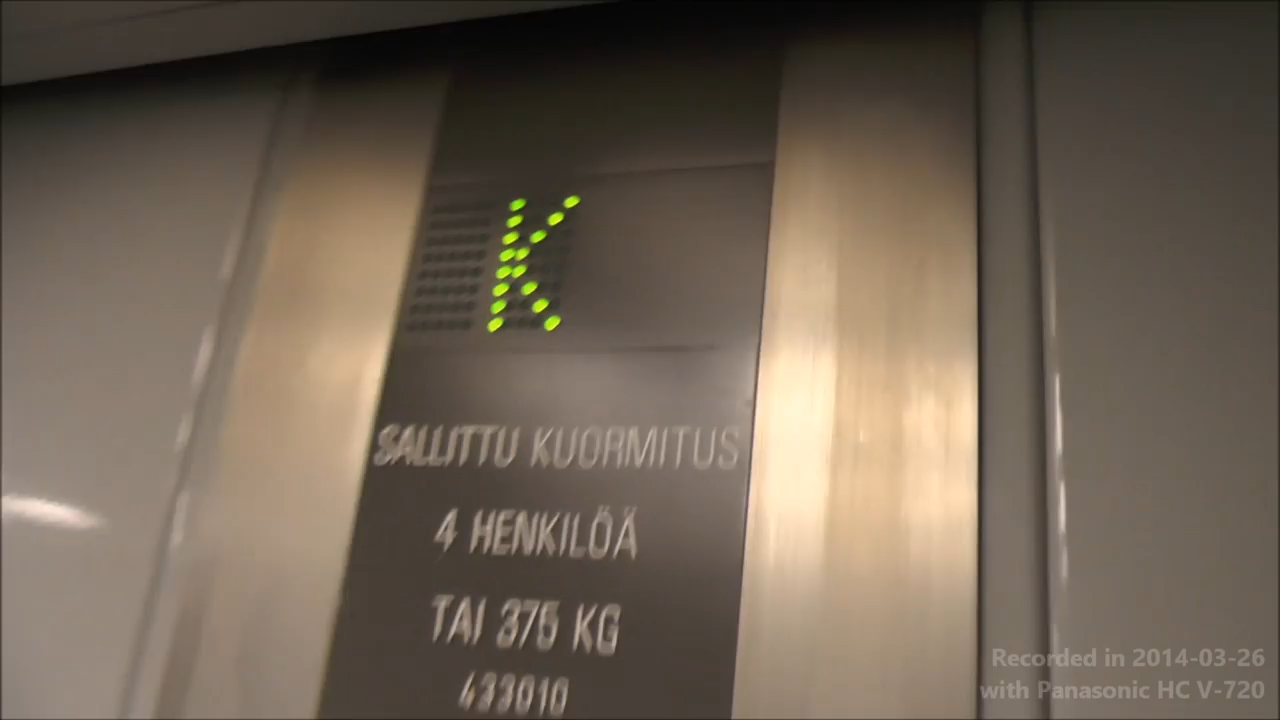 K
SALLITTU KUORMITUS
4 HENKILÖÄ
TAI 375 KG
433010
Recorded in 2014-03-26
with Panasonic HC V-720